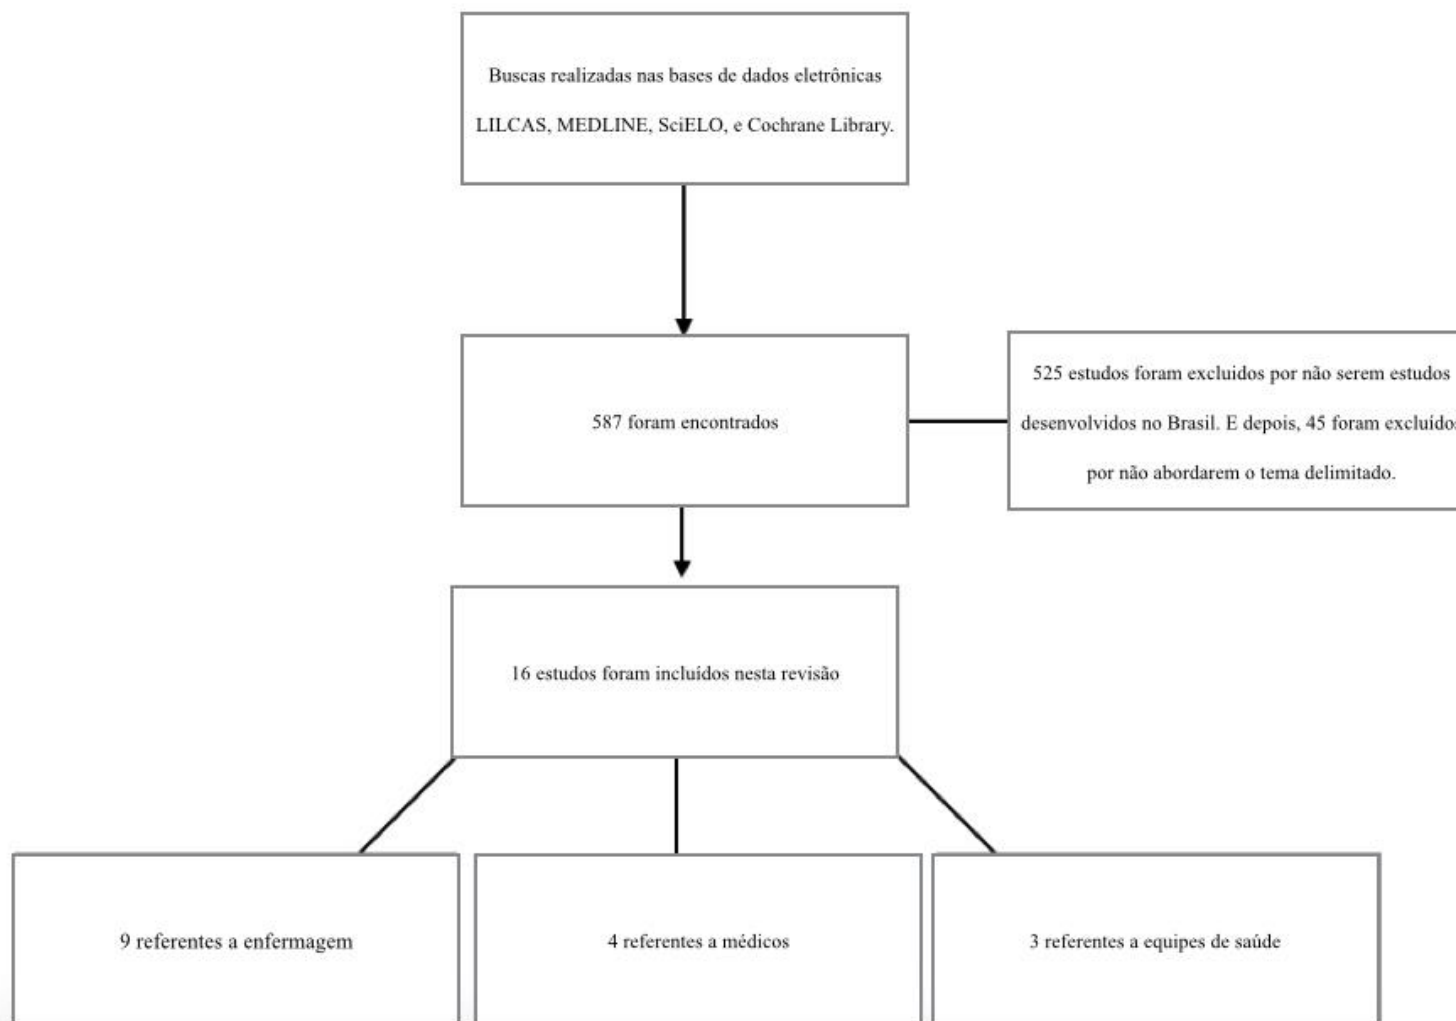 Buscas realizadas nas bases de dados eletrônicas
LILCAS, MEDLINE, SciELO, e Cochrane Library.
587 foram encontrados
525 estudos foram excluidos por não serem estudos
desenvolvidos no Brasil. E depois, 45 foram excluídos
por não abordarem o tema delimitado.
16 estudos foram incluídos nesta revisão
9 referentes a enfermagem
4 referentes a médicos
3 referentes a equipes de saúde